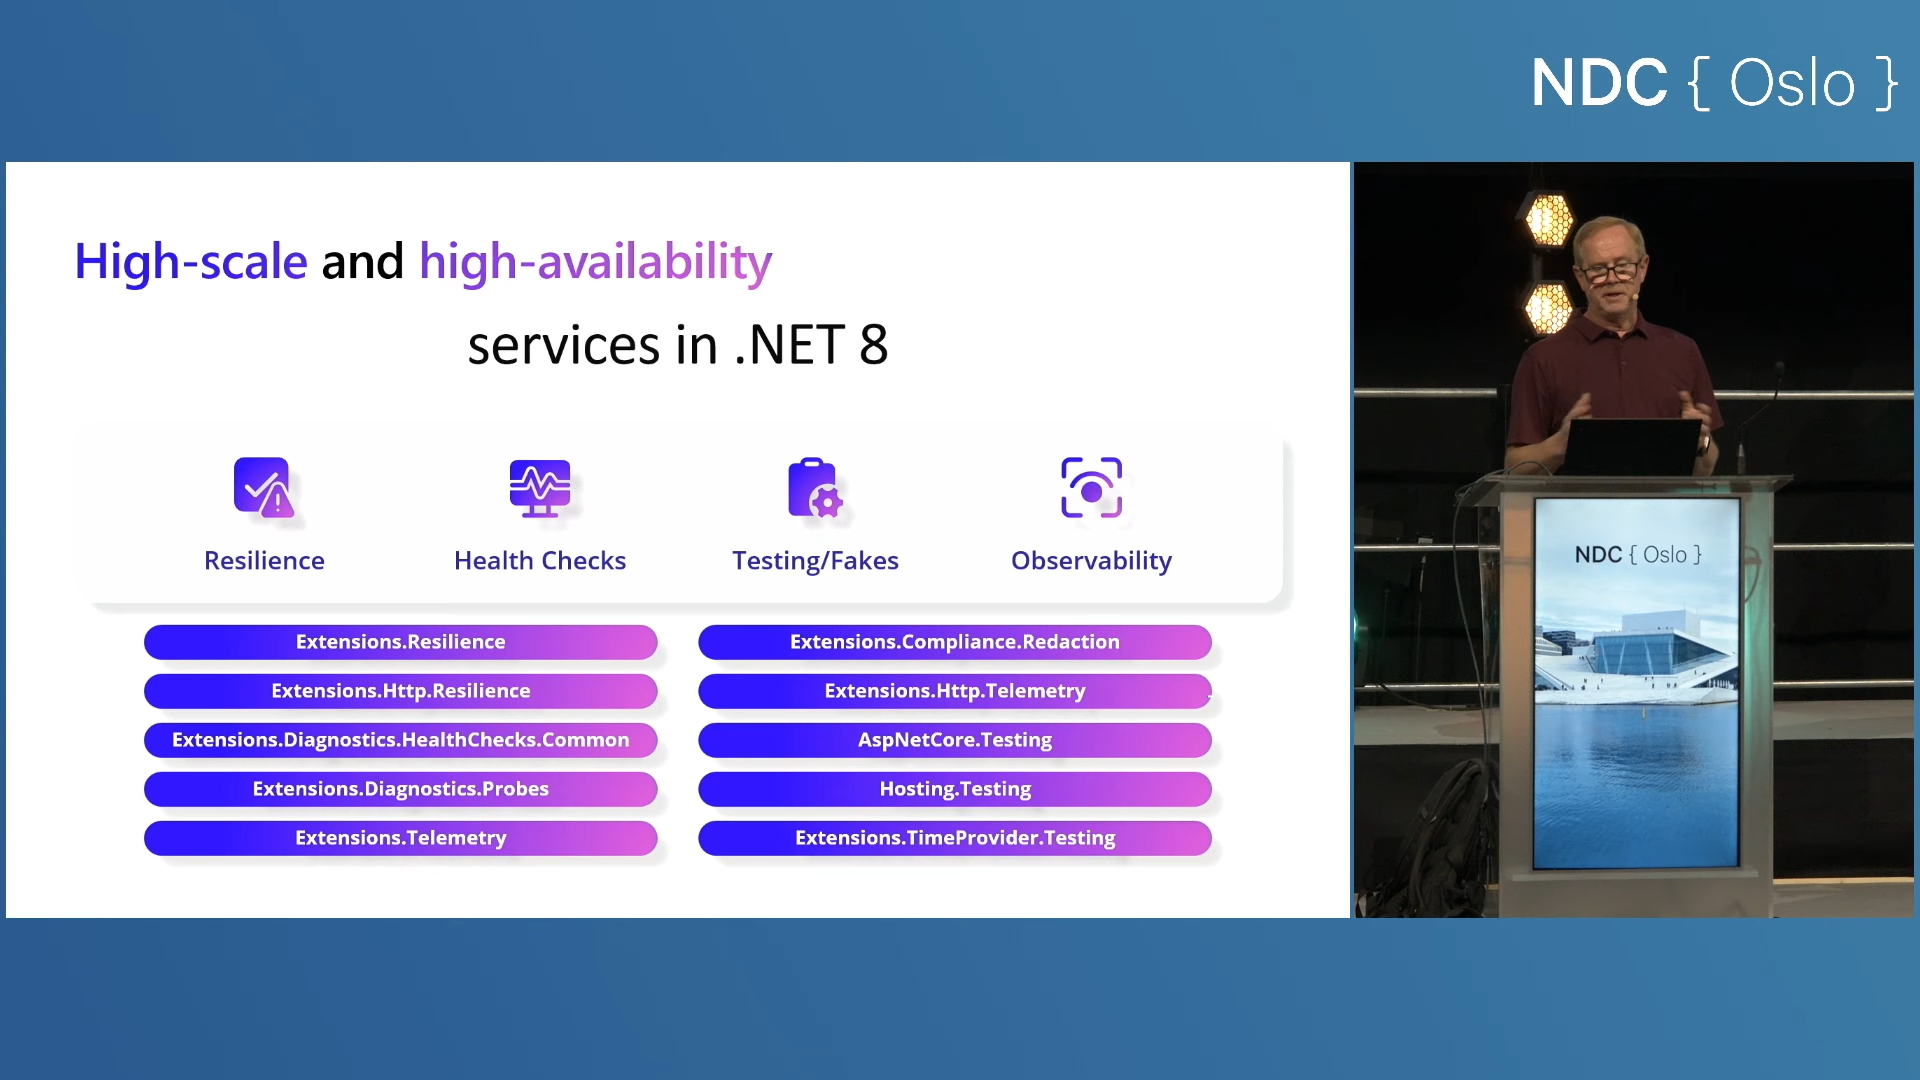 NDC { Oslo }
High-scale and high-availability
services in .NET 8
Resilience
Health Checks
Testing/Fakes
Observability
Extensions.Resilience
Extensions.Http.Resilience
Extensions.Diagnostics.HealthChecks.Common
Extensions.Diagnostics.Probes
Extensions.Telemetry
Extensions.Compliance.Redaction
Extensions.Http.Telemetry
AspNetCore.Testing
Hosting.Testing
Extensions.TimeProvider.Testing
NDC { Oslo }